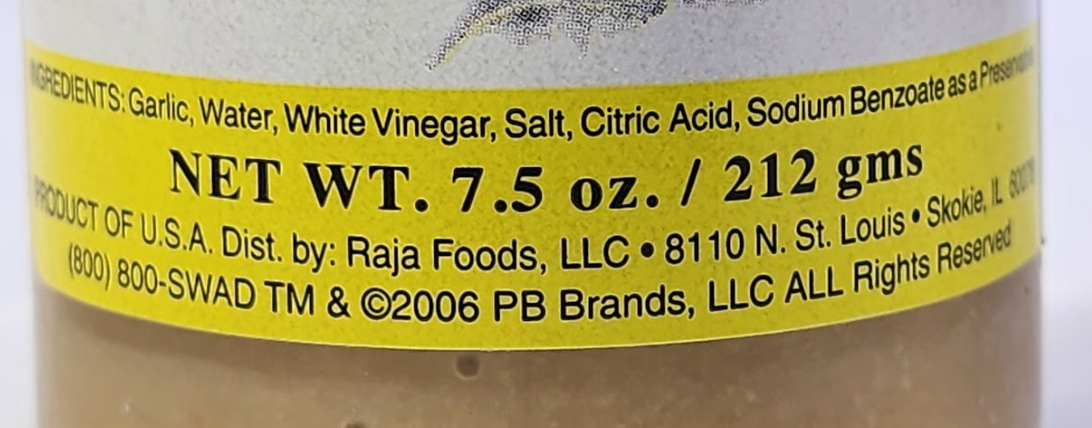 INGREDIENTS: Garlic, Water, White Vinegar, Salt, Citric Acid, Sodium Benzoate as a Preservative
NET WT. 7.5 oz. / 212 gms
PRODUCT OF U.S.A. Dist. by: Raja Foods, LLC • 8110 N. St. Louis • Skokie, IL
(800) 800-SWAD TM & ©2006 PB Brands, LLC ALL Rights Reserved